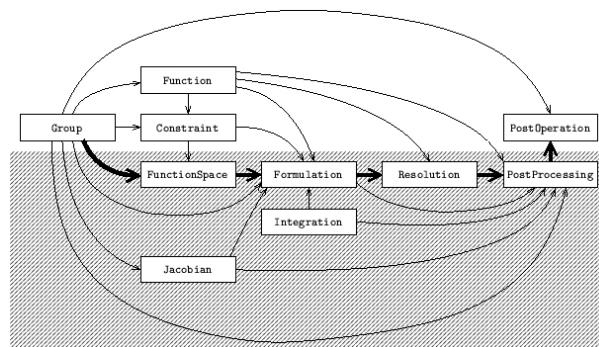 Function
Group
Constraint
PostOperation
FunctionSpace
Formulation
Resolution
PostProcessing
Integration
Jacobian